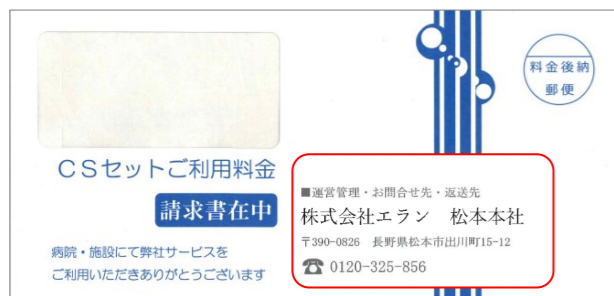 料金後納
郵便
CSセットご利用料金
請求書在中
病院・施設にて弊社サービスを
ご利用いただきありがとうございます
■運営管理・お問合せ先・返送先
株式会社エラン 松本本社
〒390-0826 長野県松本市出川町15-12
☎ 0120-325-856